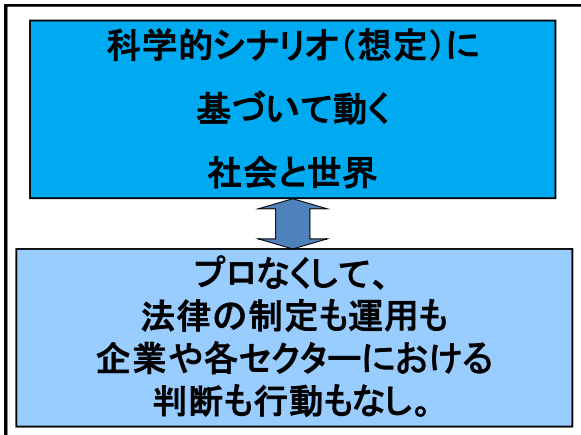 科学的シナリオ（想定）に
基づいて動く
社会と世界
プロなくして、
法律の制定も運用も
企業や各セクターにおける
判断も行動もなし。